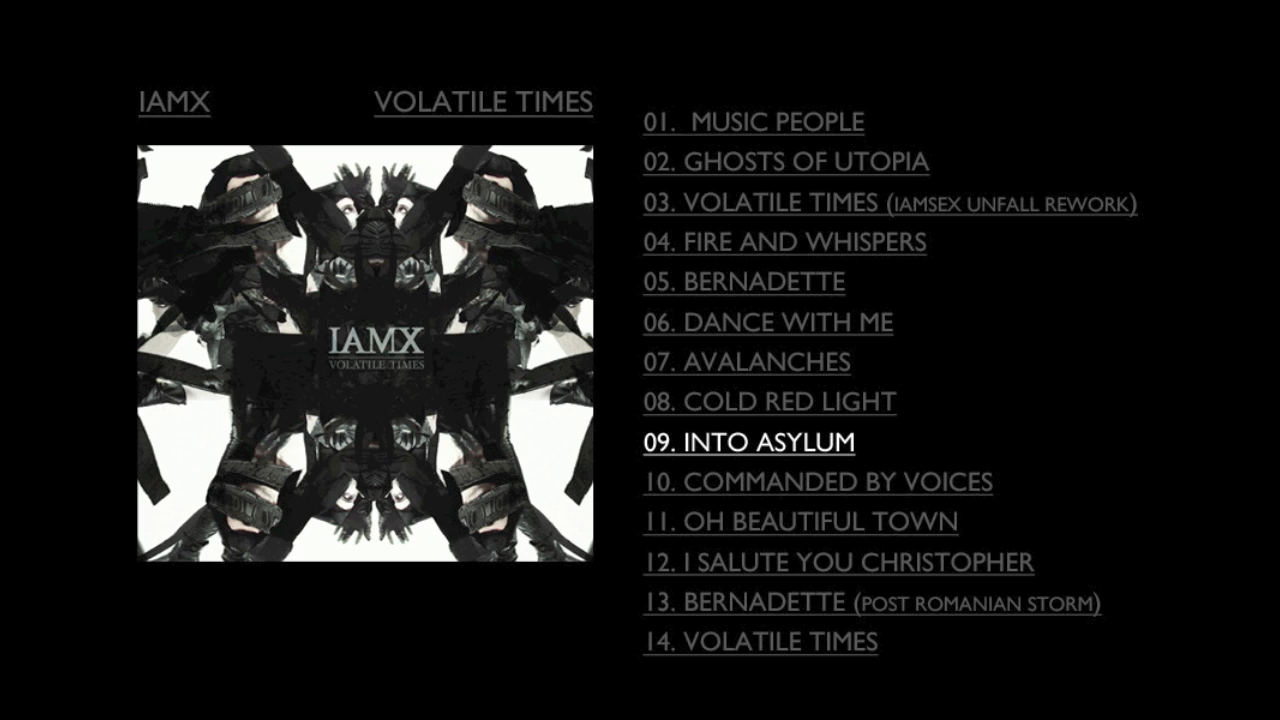 IAMX VOLATILE TIMES
IAMX
VOLATILE TIMES
01. MUSIC PEOPLE
02. GHOSTS OF UTOPIA
03. VOLATILE TIMES (IAMSEX UNFALL REWORK)
04. FIRE AND WHISPERS
05. BERNADETTE
06. DANCE WITH ME
07. AVALANCHES
08. COLD RED LIGHT
09. INTO ASYLUM
10. COMMANDED BY VOICES
11. OH BEAUTIFUL TOWN
12. I SALUTE YOU CHRISTOPHER
13. BERNADETTE (POST ROMANIAN STORM)
14. VOLATILE TIMES